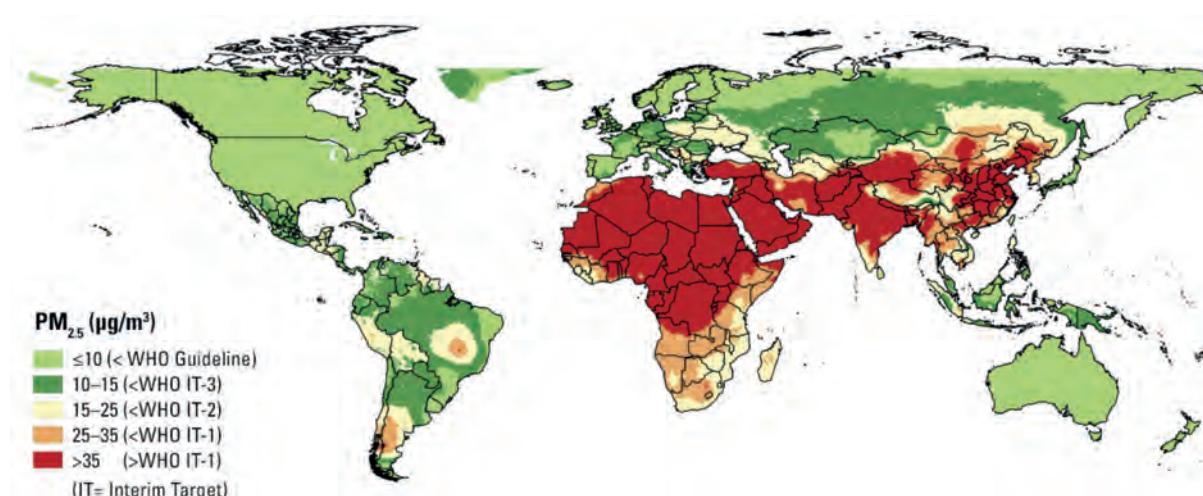 PM2.5 (µg/m³)
≤10 (< WHO Guideline)
10–15 (<WHO IT-3)
15–25 (<WHO IT-2)
25–35 (<WHO IT-1)
>35 (>WHO IT-1)
(IT= Interim Target)